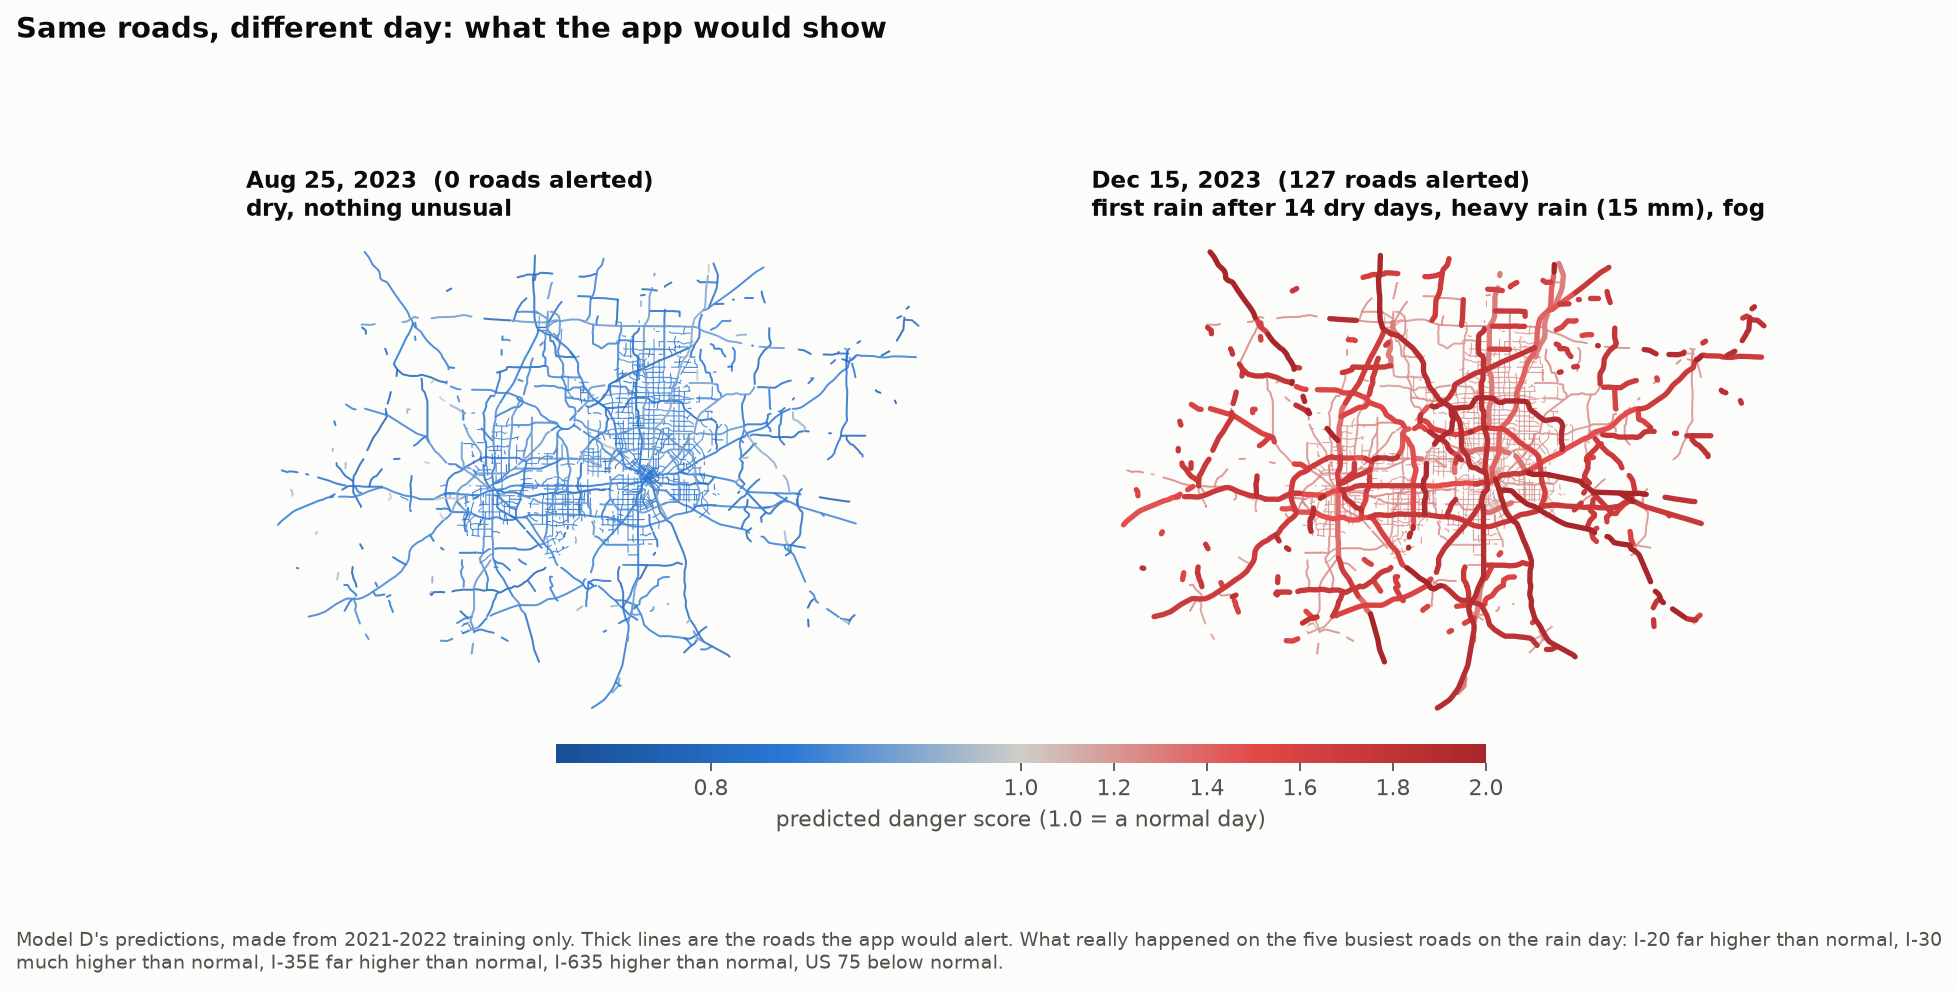 Same roads, different day: what the app would show
Aug 25, 2023  (0 roads alerted)
dry, nothing unusual
Dec 15, 2023  (127 roads alerted)
first rain after 14 dry days, heavy rain (15 mm), fog
0.8 1.0 1.2 1.4 1.6 1.8 2.0
predicted danger score (1.0 = a normal day)
Model D's predictions, made from 2021-2022 training only. Thick lines are the roads the app would alert. What really happened on the five busiest roads on the rain day: I-20 far higher than normal, I-30
much higher than normal, I-35E far higher than normal, I-635 higher than normal, US 75 below normal.